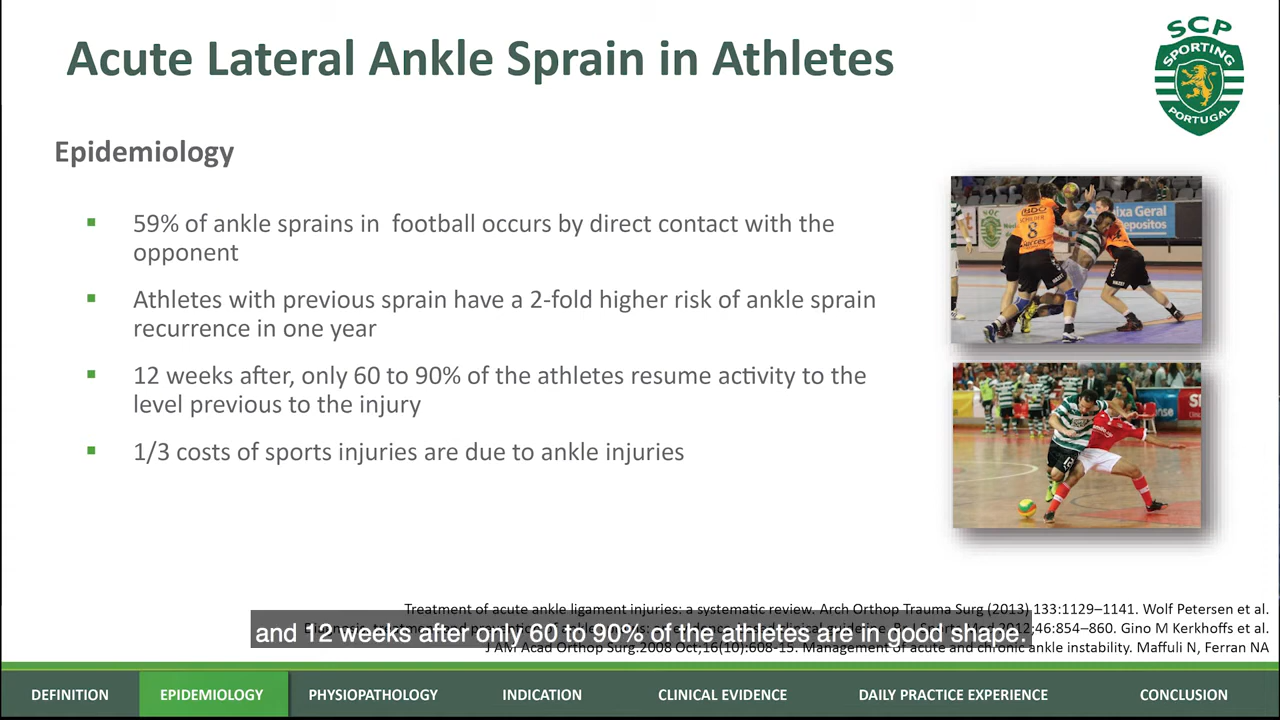 Acute Lateral Ankle Sprain in Athletes
SCP
SPORTING
PORTUGAL
Epidemiology
▪ 59% of ankle sprains in football occurs by direct contact with the
opponent
▪ Athletes with previous sprain have a 2-fold higher risk of ankle sprain
recurrence in one year
▪ 12 weeks after, only 60 to 90% of the athletes resume activity to the
level previous to the injury
▪ 1/3 costs of sports injuries are due to ankle injuries
8
ixa Geral
epositos
12
Treatment of acute ankle ligament injuries: a systematic review. Arch Orthop Trauma Surg (2013) 133:1129–1141. Wolf Petersen et al.
;46:854–860. Gino M Kerkhoffs et al.
and 12 weeks after only 60 to 90% of the athletes are in good shape.
J AM Acad Orthop Surg.2008 Oct,16(10):608-15. Management of acute and chronic ankle instability. Maffuli N, Ferran NA
DEFINITION EPIDEMIOLOGY PHYSIOPATHOLOGY INDICATION CLINICAL EVIDENCE DAILY PRACTICE EXPERIENCE CONCLUSION